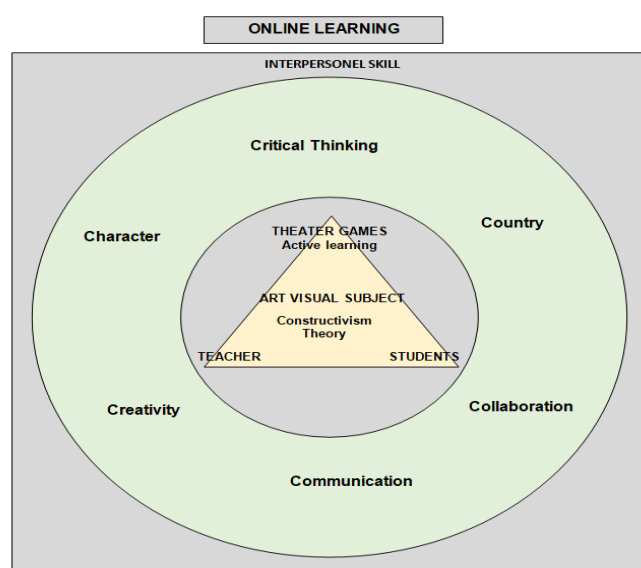 ONLINE LEARNING
INTERPERSONEL SKILL
Critical Thinking
Character
Country
THEATER GAMES
Active learning
ART VISUAL SUBJECT
Constructivism
Theory
TEACHER
STUDENTS
Creativity
Collaboration
Communication